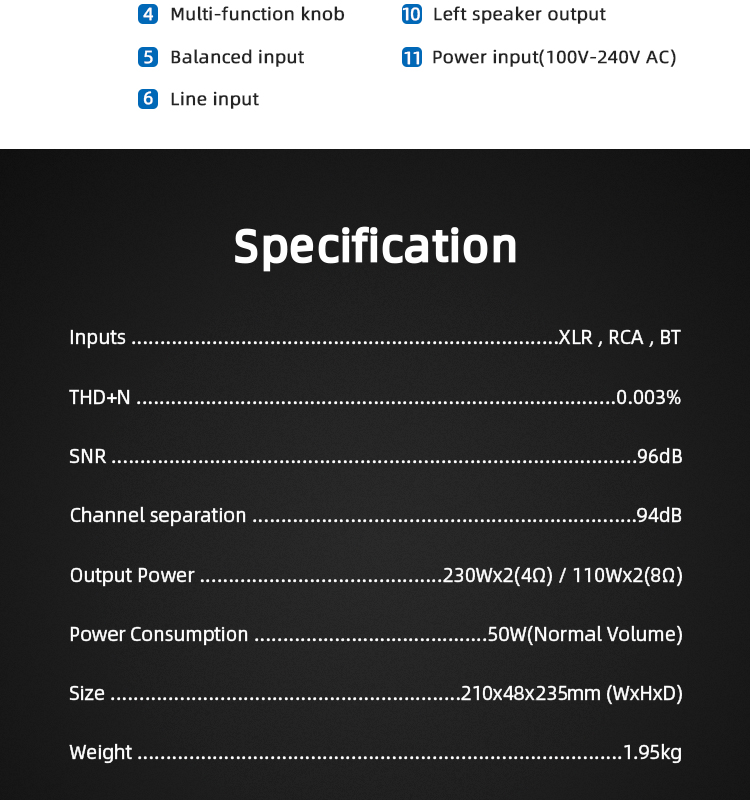 4 Multi-function knob
10 Left speaker output
5 Balanced input
11 Power input(100V-240V AC)
6 Line input
Specification
Inputs ..........................................................................XLR , RCA , BT
THD+N ...................................................................................0.003%
SNR ...........................................................................................96dB
Channel separation ..................................................................94dB
Output Power ..........................................230Wx2(4Ω) / 110Wx2(8Ω)
Power Consumption ........................................50W(Normal Volume)
Size .............................................................210x48x235mm (WxHxD)
Weight ....................................................................................1.95kg